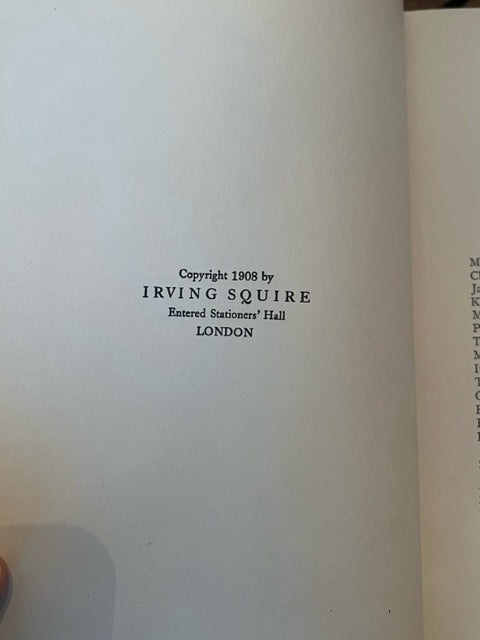 Copyright 1908 by
IRVING SQUIRE
Entered Stationers' Hall
LONDON